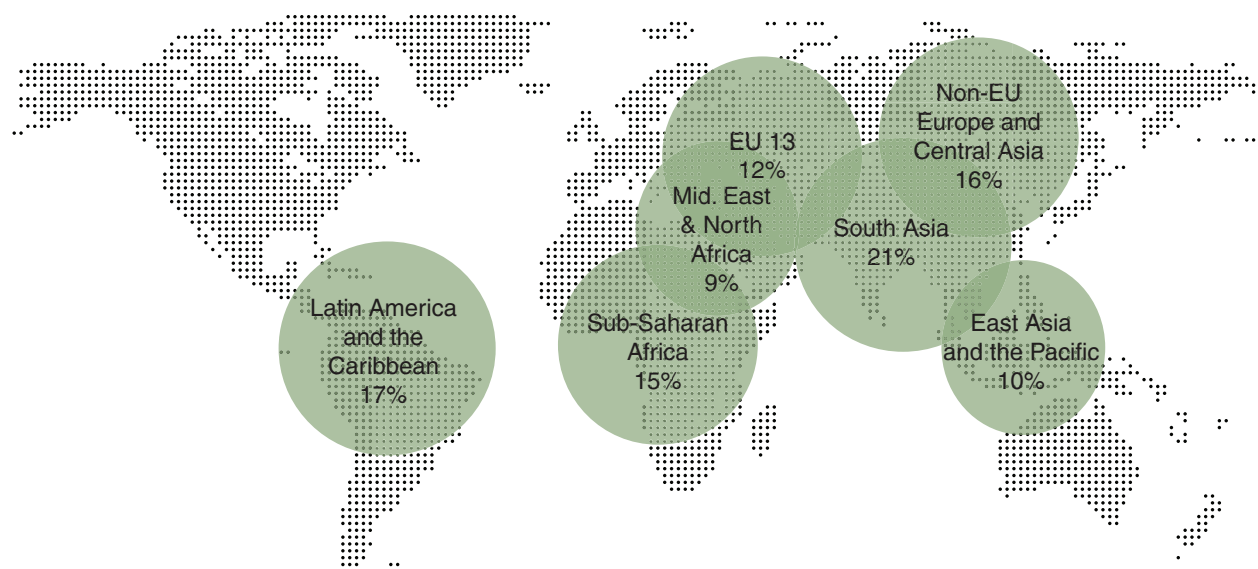 Non-EU
Europe and
Central Asia
16%
EU 13
12%
Mid. East
& North
Africa
9%
South Asia
21%
Latin America
and the
Caribbean
17%
Sub-Saharan
Africa
15%
East Asia
and the Pacific
10%